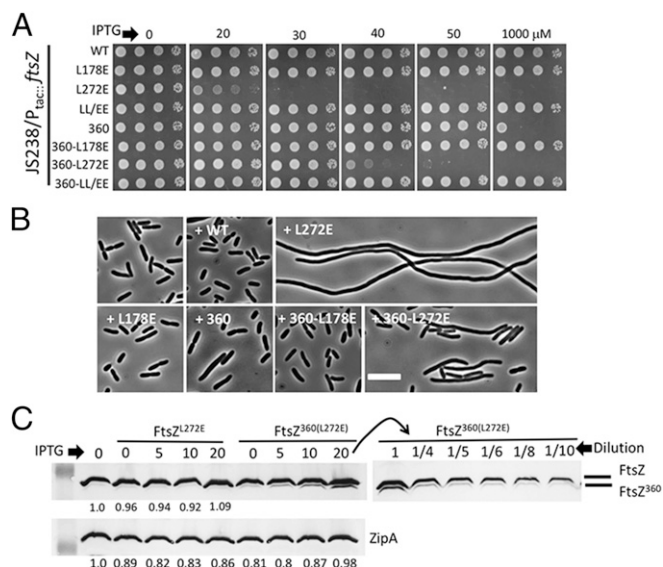 A
IPTG 0 20 30 40 50 1000 µM
JS238/Ptac::ftsZ
WT
L178E
L272E
LL/EE
360
360-L178E
360-L272E
360-LL/EE
B
+ WT + L272E
+ L178E + 360 + 360-L178E + 360-L272E
C
FtsZL272E FtsZ360(L272E) FtsZ360(L272E)
IPTG 0 0 5 10 20 0 5 10 20 1 1/4 1/5 1/6 1/8 1/10 Dilution
FtsZ
FtsZ360
1.0 0.96 0.94 0.92 1.09
ZipA
1.0 0.89 0.82 0.83 0.86 0.81 0.8 0.87 0.98